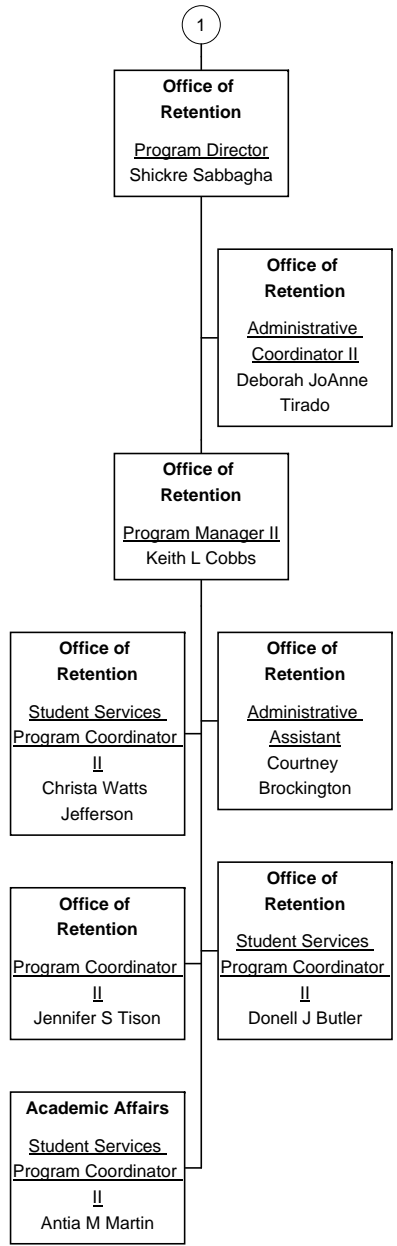 1
Office of
Retention
Program Director
Shickre Sabbagha
Office of
Retention
Administrative
Coordinator II
Deborah JoAnne
Tirado
Office of
Retention
Program Manager II
Keith L Cobbs
Office of
Retention
Student Services
Program Coordinator
II
Christa Watts
Jefferson
Office of
Retention
Administrative
Assistant
Courtney
Brockington
Office of
Retention
Program Coordinator
II
Jennifer S Tison
Office of
Retention
Student Services
Program Coordinator
II
Donell J Butler
Academic Affairs
Student Services
Program Coordinator
II
Antia M Martin